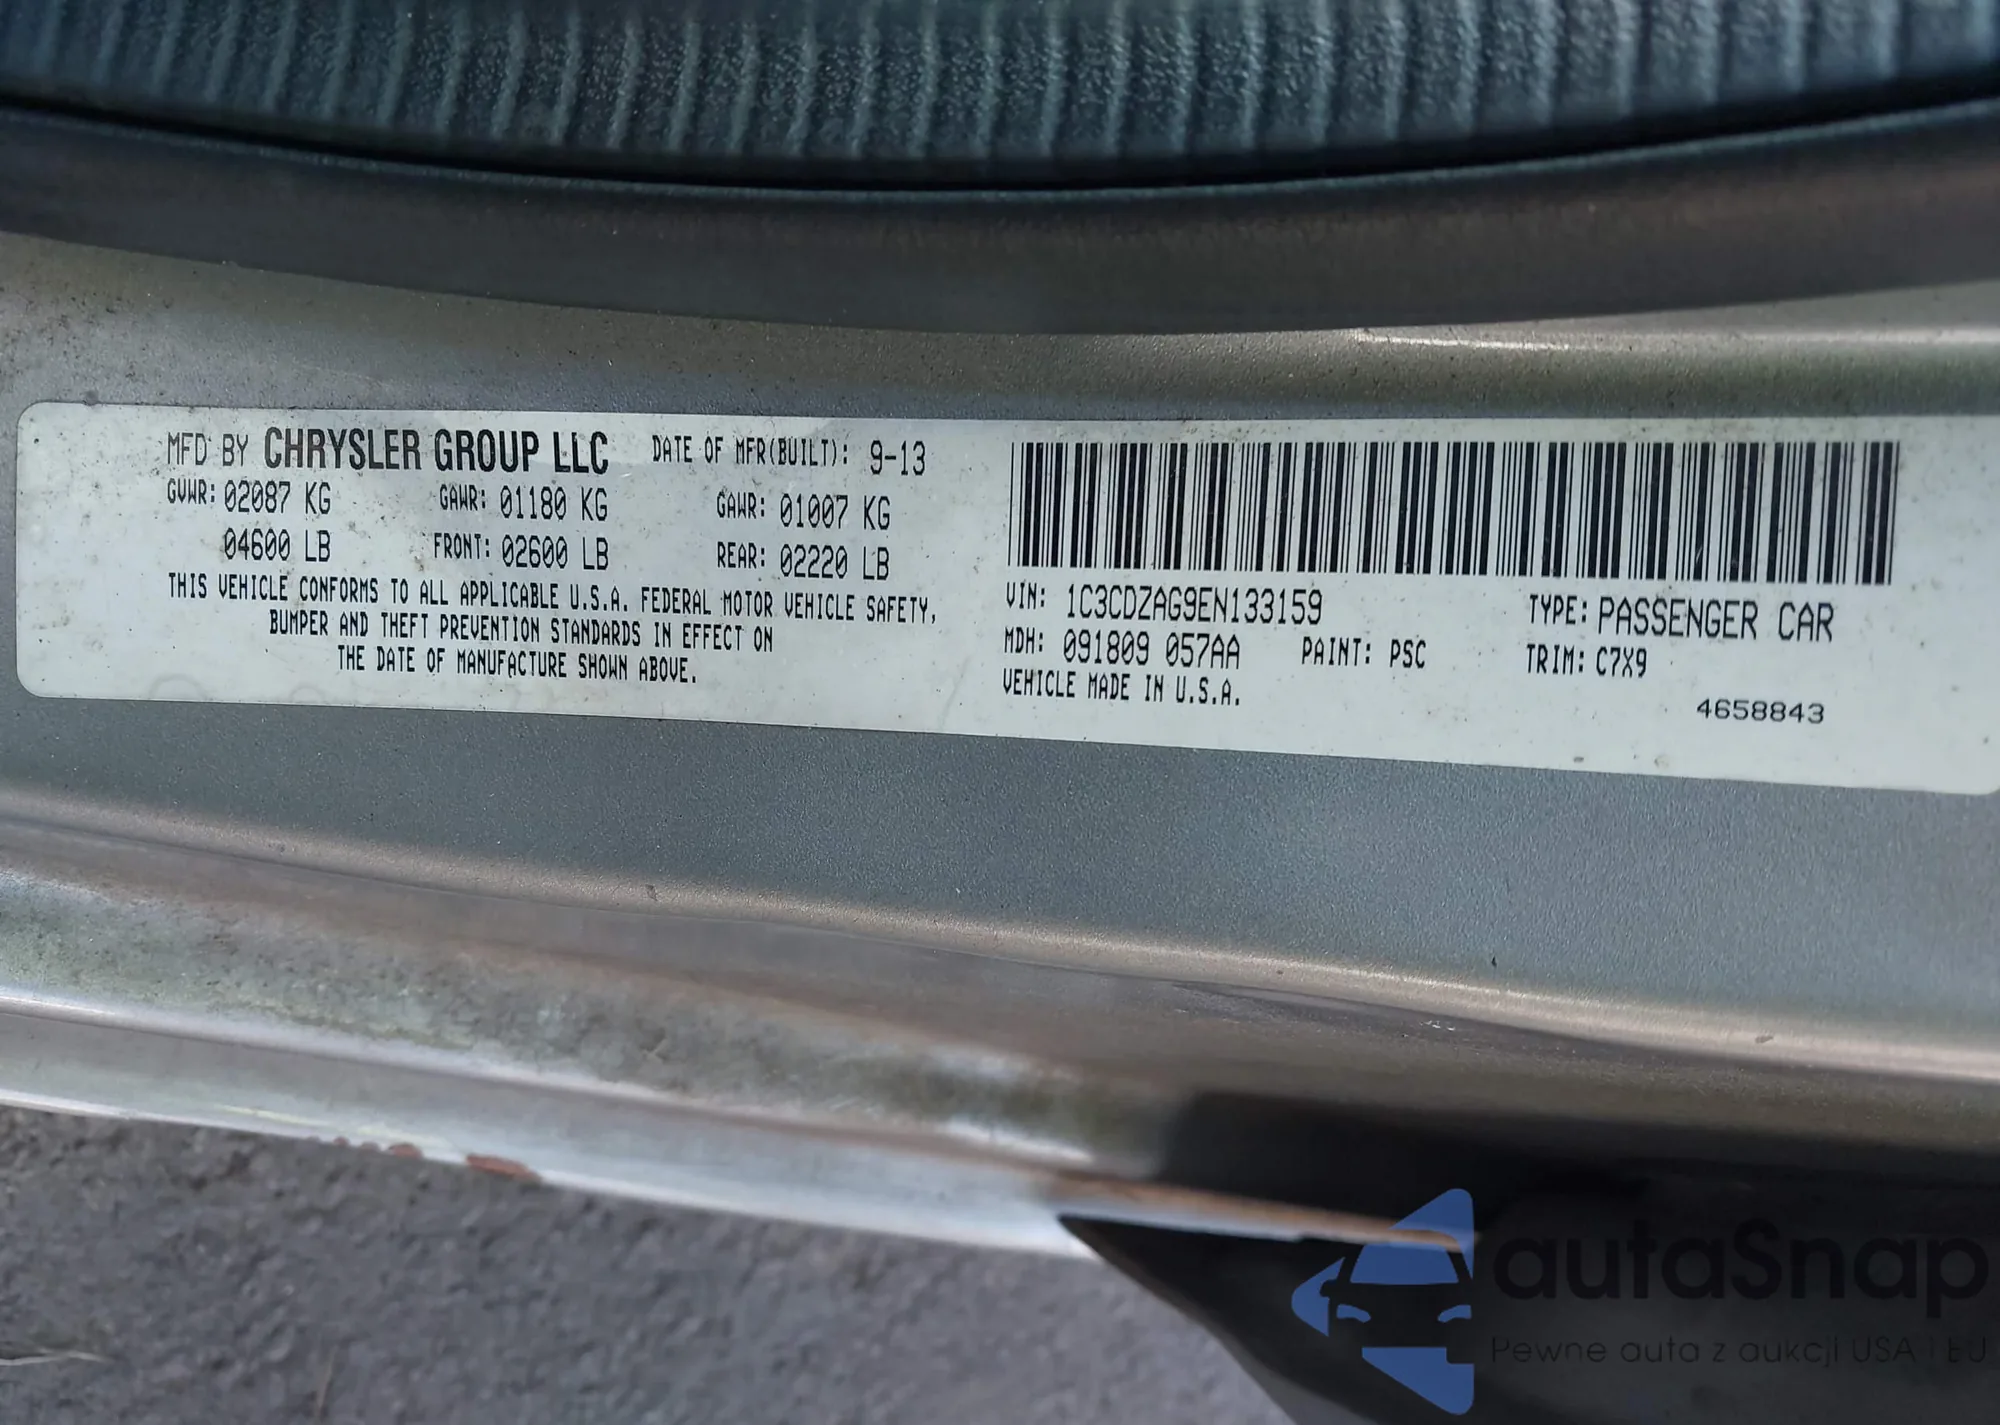 MFD BY CHRYSLER GROUP LLC DATE OF MFR(BUILT): 9-13
GVWR: 02087 KG GAWR: 01180 KG GAWR: 01007 KG
04600 LB FRONT: 02600 LB REAR: 02220 LB
THIS VEHICLE CONFORMS TO ALL APPLICABLE U.S.A. FEDERAL MOTOR VEHICLE SAFETY,
BUMPER AND THEFT PREVENTION STANDARDS IN EFFECT ON
THE DATE OF MANUFACTURE SHOWN ABOVE.
VIN: 1C3CDZAG9EN133159 TYPE: PASSENGER CAR
MDH: 091809 057AA PAINT: PSC TRIM: C7X9
VEHICLE MADE IN U.S.A.
4658843
autaSnap
Pewne auta z aukcji USA i EU